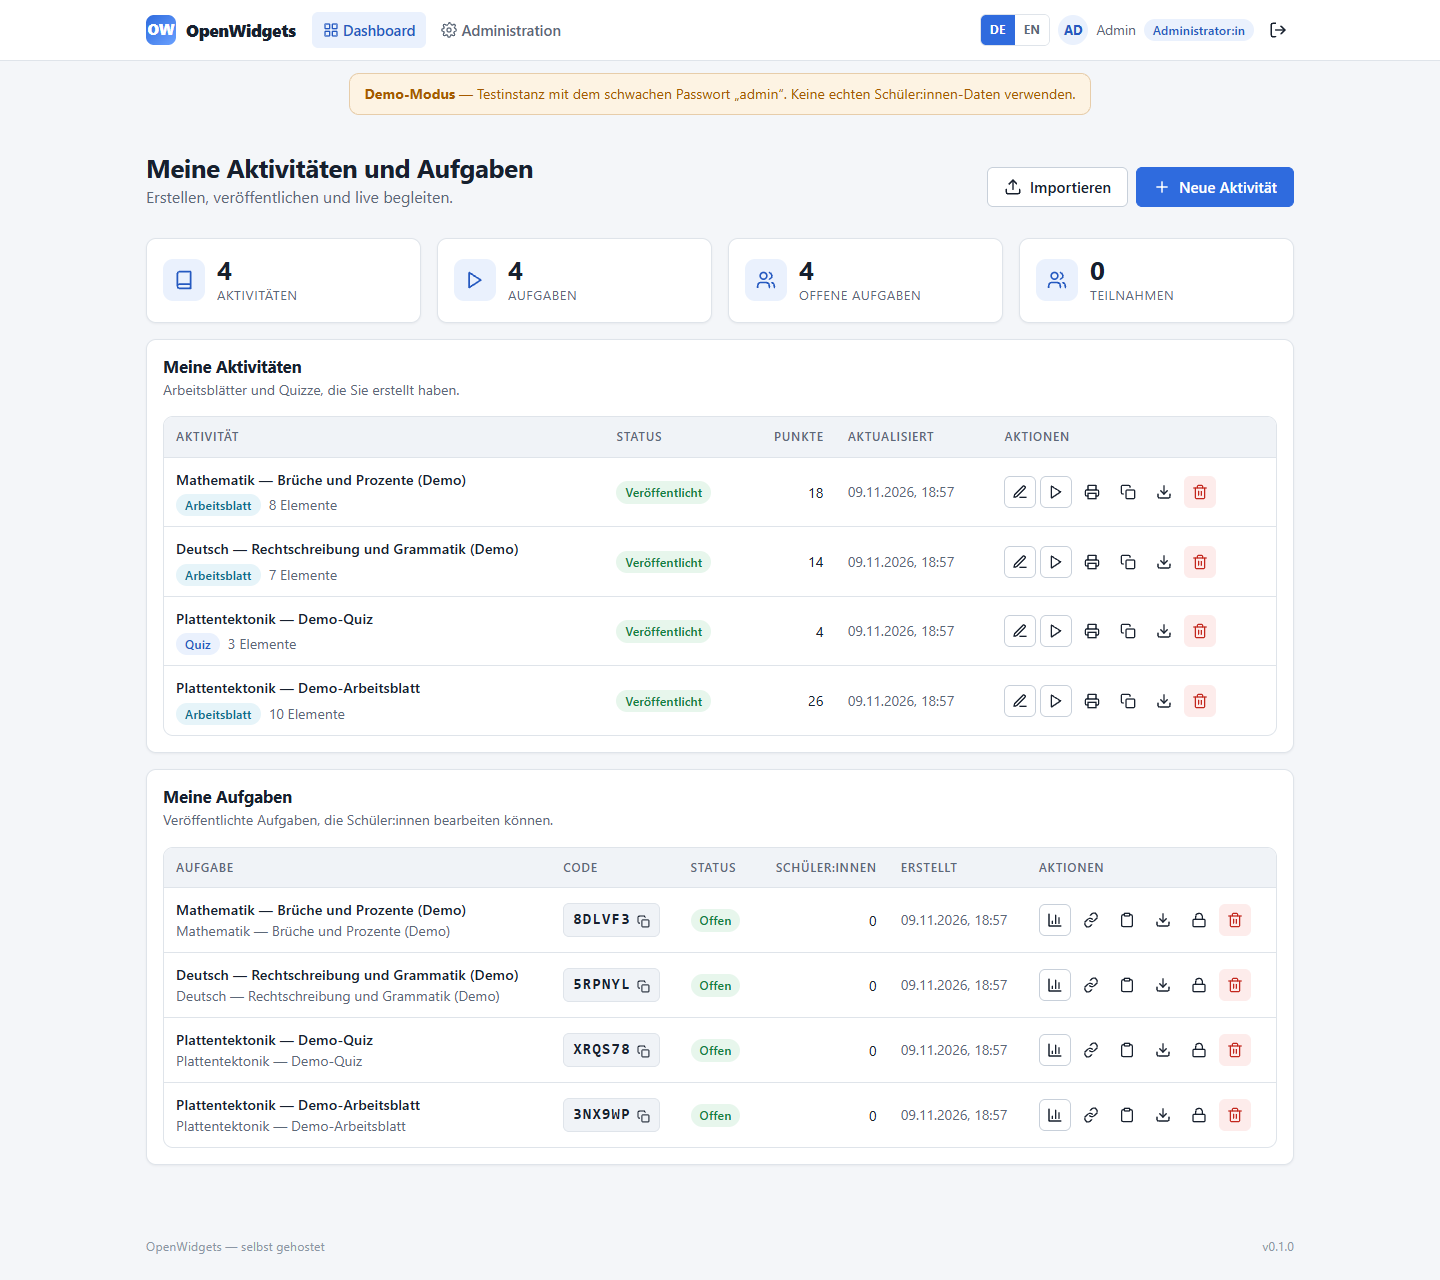 OW OpenWidgets Dashboard Administration DE EN AD Admin Administrator:in
Demo-Modus — Testinstanz mit dem schwachen Passwort „admin“. Keine echten Schüler:innen-Daten verwenden.
Meine Aktivitäten und Aufgaben
Erstellen, veröffentlichen und live begleiten.
Importieren
Neue Aktivität
4
AKTIVITÄTEN
4
AUFGABEN
4
OFFENE AUFGABEN
0
TEILNAHMEN
Meine Aktivitäten
Arbeitsblätter und Quizze, die Sie erstellt haben.
AKTIVITÄT STATUS PUNKTE AKTUALISIERT AKTIONEN
Mathematik — Brüche und Prozente (Demo)
Arbeitsblatt 8 Elemente
Veröffentlicht 18 09.11.2026, 18:57
Deutsch — Rechtschreibung und Grammatik (Demo)
Arbeitsblatt 7 Elemente
Veröffentlicht 14 09.11.2026, 18:57
Plattentektonik — Demo-Quiz
Quiz 3 Elemente
Veröffentlicht 4 09.11.2026, 18:57
Plattentektonik — Demo-Arbeitsblatt
Arbeitsblatt 10 Elemente
Veröffentlicht 26 09.11.2026, 18:57
Meine Aufgaben
Veröffentlichte Aufgaben, die Schüler:innen bearbeiten können.
AUFGABE CODE STATUS SCHÜLER:INNEN ERSTELLT AKTIONEN
Mathematik — Brüche und Prozente (Demo)
Mathematik — Brüche und Prozente (Demo)
8DLVF3 Offen 0 09.11.2026, 18:57
Deutsch — Rechtschreibung und Grammatik (Demo)
Deutsch — Rechtschreibung und Grammatik (Demo)
5RPNYL Offen 0 09.11.2026, 18:57
Plattentektonik — Demo-Quiz
Plattentektonik — Demo-Quiz
XRQS78 Offen 0 09.11.2026, 18:57
Plattentektonik — Demo-Arbeitsblatt
Plattentektonik — Demo-Arbeitsblatt
3NX9WP Offen 0 09.11.2026, 18:57
OpenWidgets — selbst gehostet
v0.1.0